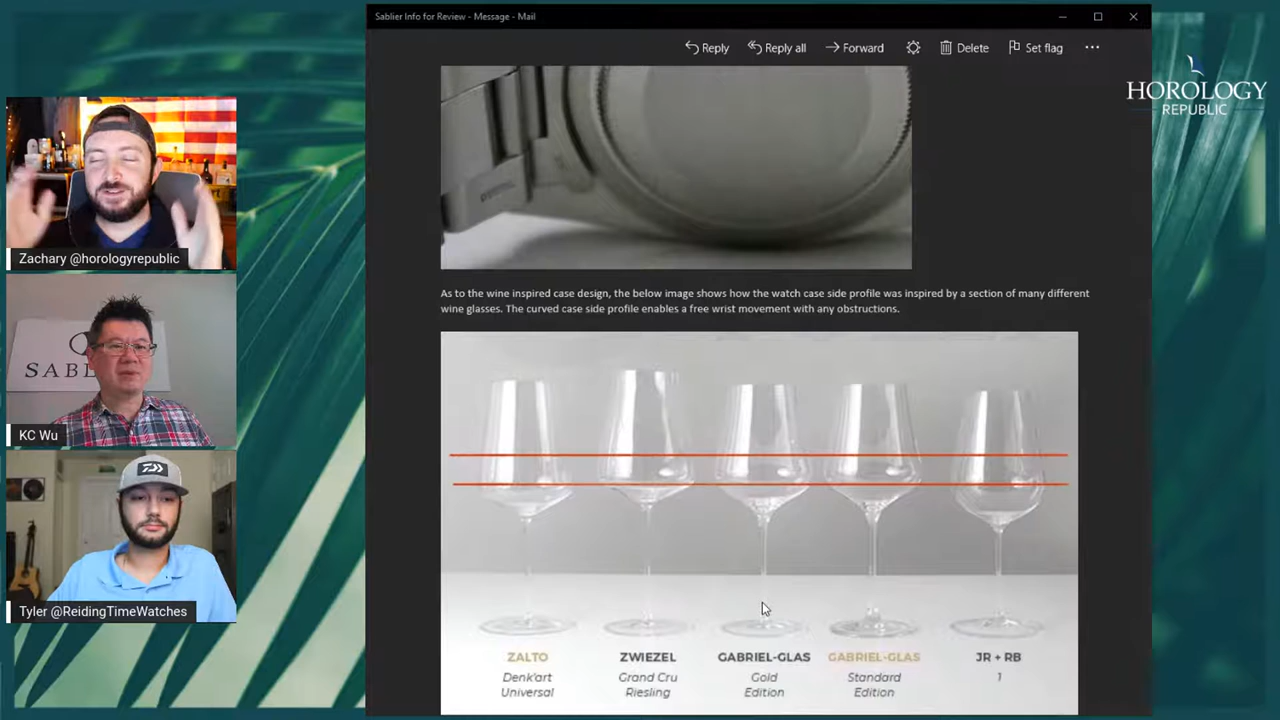 Sablier Info for Review - Message - Mail
Reply
Reply all
Forward
Delete
Set flag
HOROLOGY
REPUBLIC
Zachary @horologyrepublic
KC Wu
Tyler @ReidingTimeWatches
As to the wine inspired case design, the below image shows how the watch case side profile was inspired by a section of many different
wine glasses. The curved case side profile enables a free wrist movement with any obstructions.
ZALTO
Denk'art
Universal
ZWIEZEL
Grand Cru
Riesling
GABRIEL-GLAS
Gold
Edition
GABRIEL-GLAS
Standard
Edition
JR + RB
1